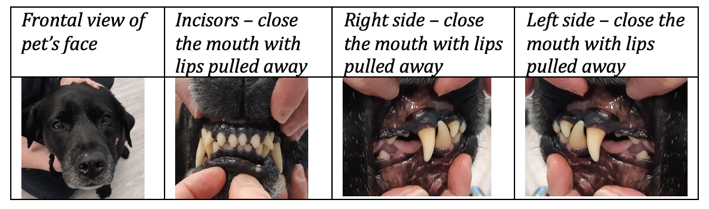 Frontal view of
pet's face
Incisors – close
the mouth with
lips pulled away
Right side – close
the mouth with lips
pulled away
Left side – close the
mouth with lips
pulled away